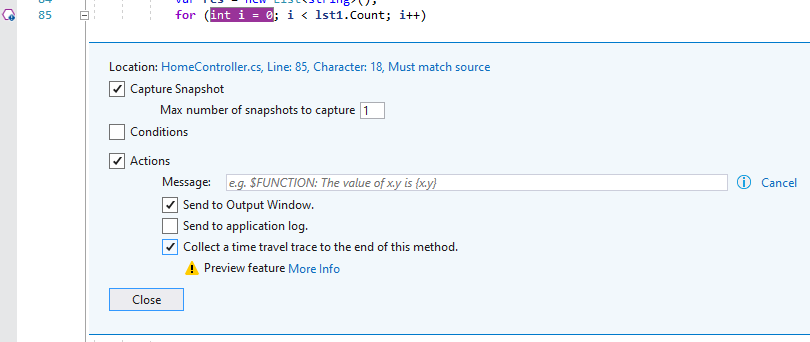 var res = new List<string>();
85 for (int i = 0; i < lst1.Count; i++)
Location: HomeController.cs, Line: 85, Character: 18, Must match source
Capture Snapshot
Max number of snapshots to capture 1
Conditions
Actions
Message: e.g. $FUNCTION: The value of x.y is {x.y} Cancel
Send to Output Window.
Send to application log.
Collect a time travel trace to the end of this method.
Preview feature More Info
Close